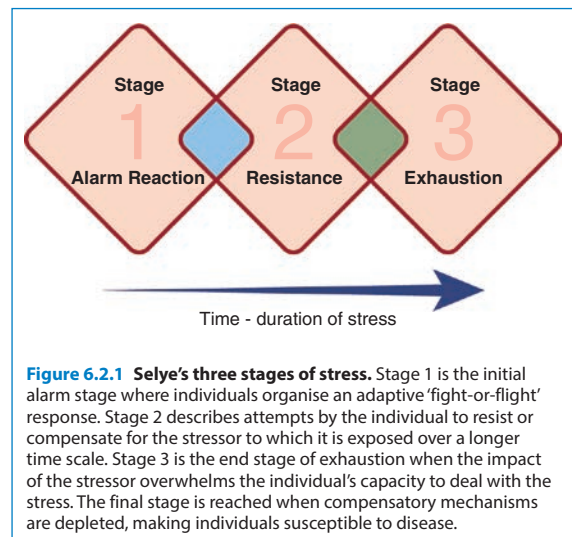 Stage Stage Stage
1 2 3
Alarm Reaction Resistance Exhaustion
Time - duration of stress
Figure 6.2.1 Selye's three stages of stress. Stage 1 is the initial
alarm stage where individuals organise an adaptive ‘fight-or-flight’
response. Stage 2 describes attempts by the individual to resist or
compensate for the stressor to which it is exposed over a longer
time scale. Stage 3 is the end stage of exhaustion when the impact
of the stressor overwhelms the individual's capacity to deal with the
stress. The final stage is reached when compensatory mechanisms
are depleted, making individuals susceptible to disease.